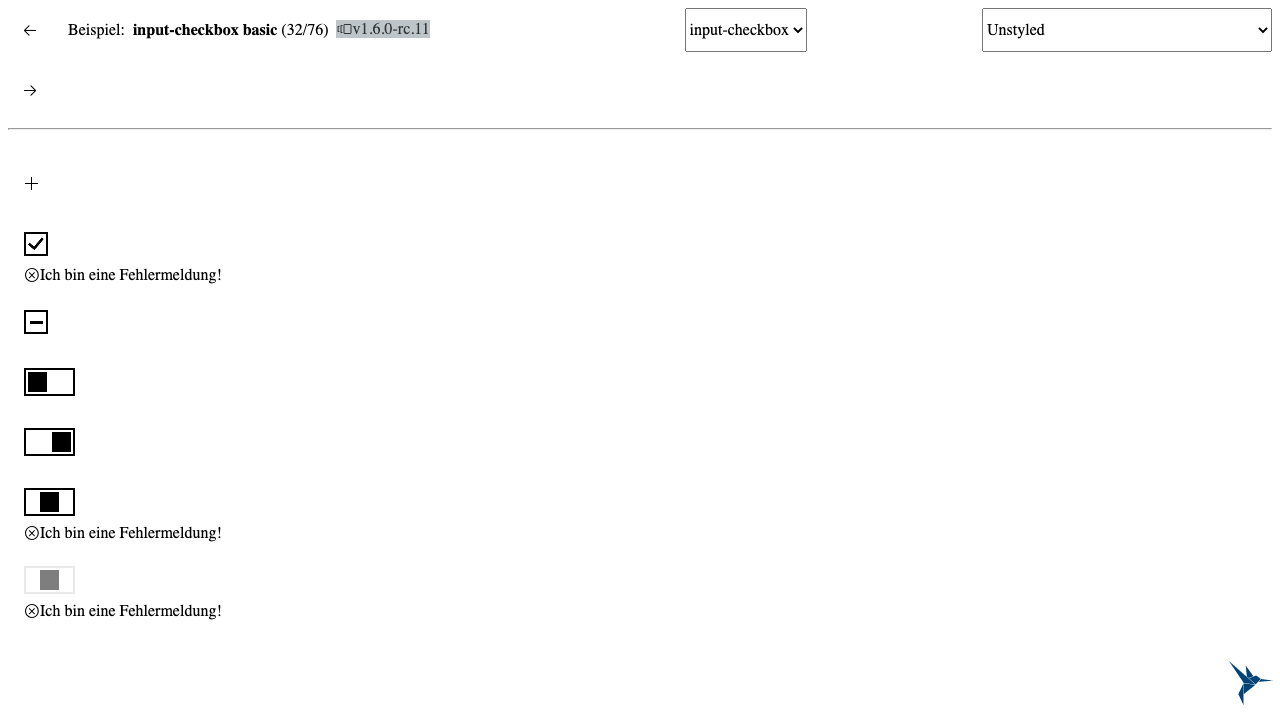 Beispiel: input-checkbox basic (32/76) v1.6.0-rc.11 input-checkbox Unstyled
Ich bin eine Fehlermeldung!
Ich bin eine Fehlermeldung!
Ich bin eine Fehlermeldung!